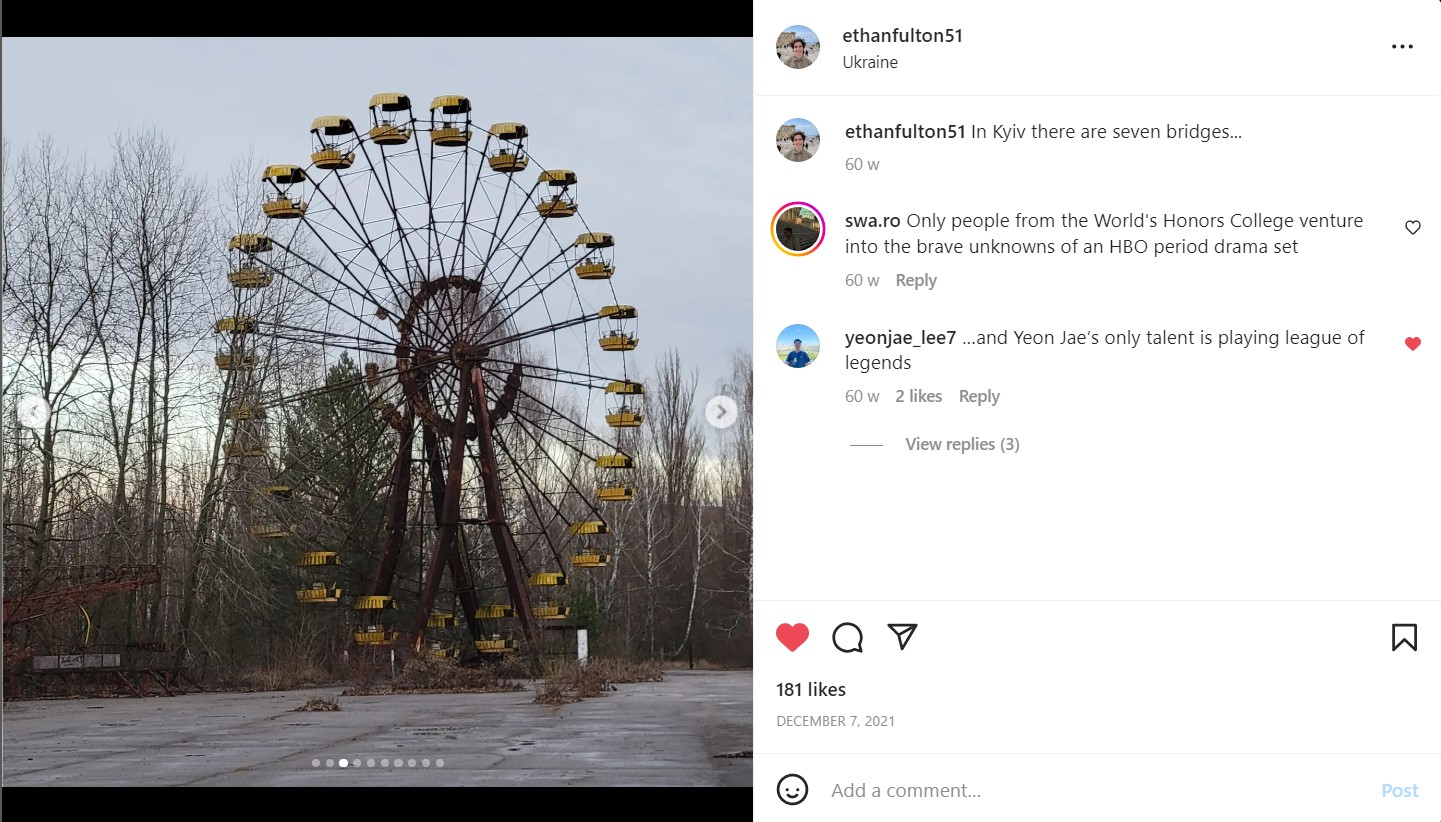 ethanfulton51
Ukraine
ethanfulton51 In Kyiv there are seven bridges...
60 w
swa.ro Only people from the World's Honors College venture
into the brave unknowns of an HBO period drama set
60 w Reply
yeonjae_lee7 ...and Yeon Jae’s only talent is playing league of
legends
60 w 2 likes Reply
View replies (3)
181 likes
DECEMBER 7, 2021
Add a comment...
Post